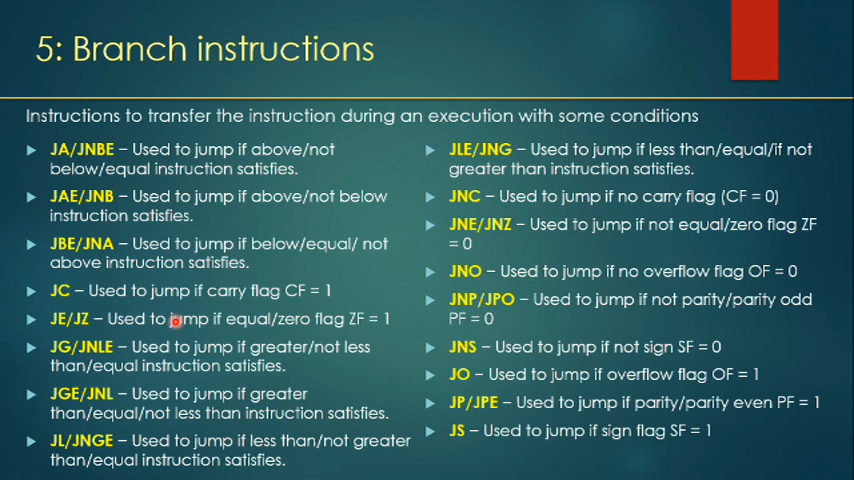 5: Branch instructions
Instructions to transfer the instruction during an execution with some conditions
JA/JNBE – Used to jump if above/not
below/equal instruction satisfies.
JAE/JNB – Used to jump if above/not below
instruction satisfies.
JBE/JNA – Used to jump if below/equal/ not
above instruction satisfies.
JC – Used to jump if carry flag CF = 1
JE/JZ – Used to jump if equal/zero flag ZF = 1
JG/JNLE – Used to jump if greater/not less
than/equal instruction satisfies.
JGE/JNL – Used to jump if greater
than/equal/not less than instruction satisfies.
JL/JNGE – Used to jump if less than/not greater
than/equal instruction satisfies.
JLE/JNG – Used to jump if less than/equal/if not
greater than instruction satisfies.
JNC – Used to jump if no carry flag (CF = 0)
JNE/JNZ – Used to jump if not equal/zero flag ZF
= 0
JNO – Used to jump if no overflow flag OF = 0
JNP/JPO – Used to jump if not parity/parity odd
PF = 0
JNS – Used to jump if not sign SF = 0
JO – Used to jump if overflow flag OF = 1
JP/JPE – Used to jump if parity/parity even PF = 1
JS – Used to jump if sign flag SF = 1